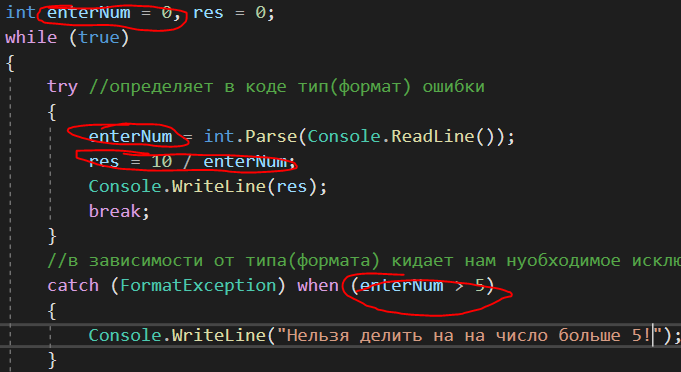 int enterNum = 0, res = 0;
while (true)
{
try //определяет в коде тип(формат) ошибки
{
enterNum = int.Parse(Console.ReadLine());
res = 10 / enterNum;
Console.WriteLine(res);
break;
}
//в зависимости от типа(формата) кидает нам нуобходимое исклю
catch (FormatException) when (enterNum > 5)
{
Console.WriteLine("Нельзя делить на на число больше 5!");
}